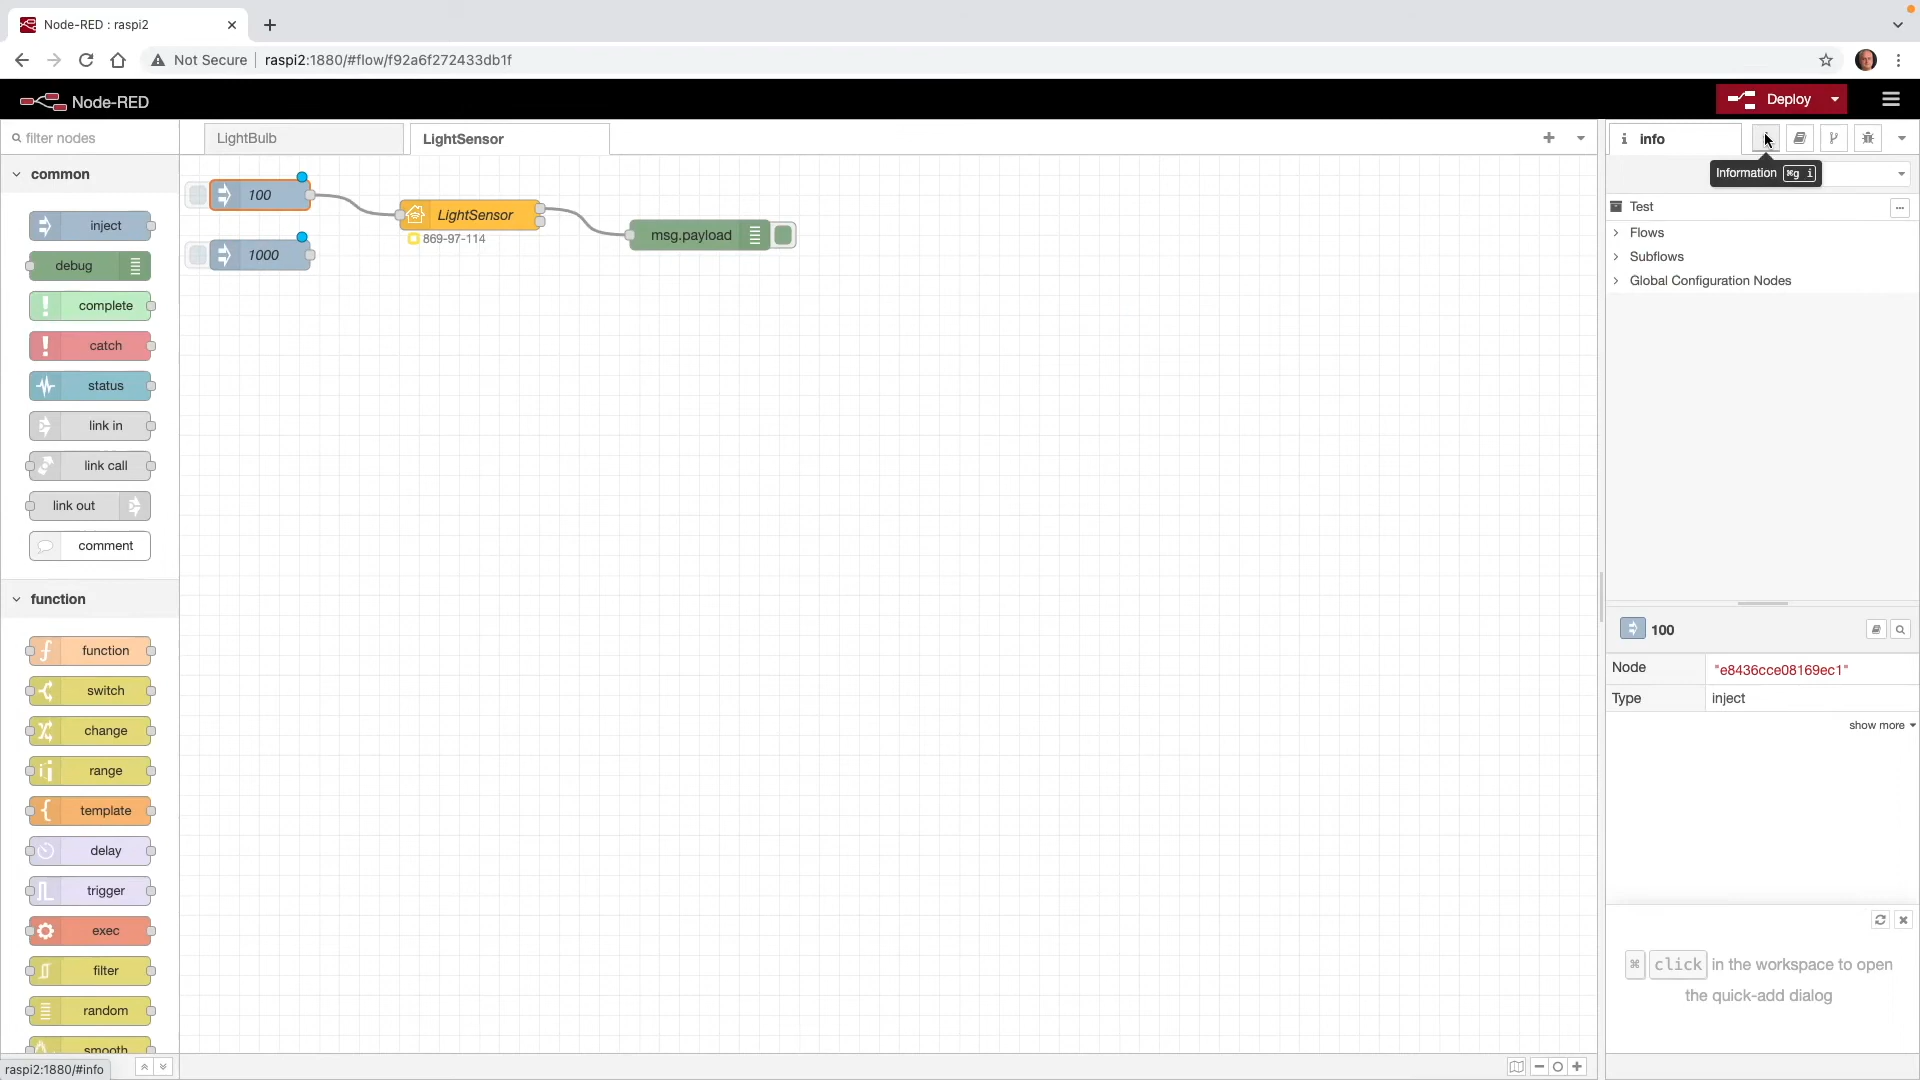 Node-RED : raspi2
Not Secure
raspi2:1880/#flow/f92a6f272433db1f
Node-RED
Deploy
filter nodes
LightBulb
LightSensor
info
Information ⌘g i
common
inject
debug
complete
catch
status
link in
link call
link out
comment
function
function
switch
change
range
template
delay
trigger
exec
filter
random
smooth
raspi2:1880/#info
100
1000
LightSensor
869-97-114
msg.payload
Test
Flows
Subflows
Global Configuration Nodes
100
Node "e8436cce08169ec1"
Type inject
show more
⌘ click in the workspace to open
the quick-add dialog